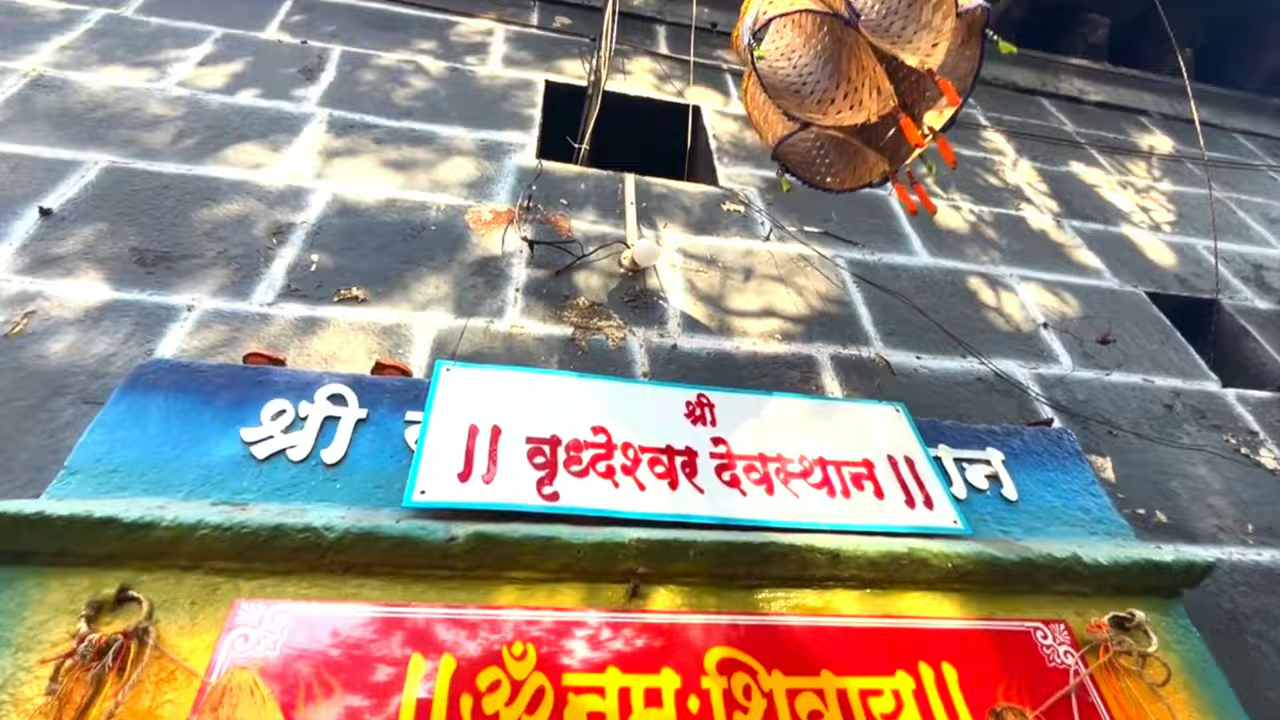 श्री
श्री
|| वृध्देश्वर देवस्थान ||
||ॐ नमः शिवाय||